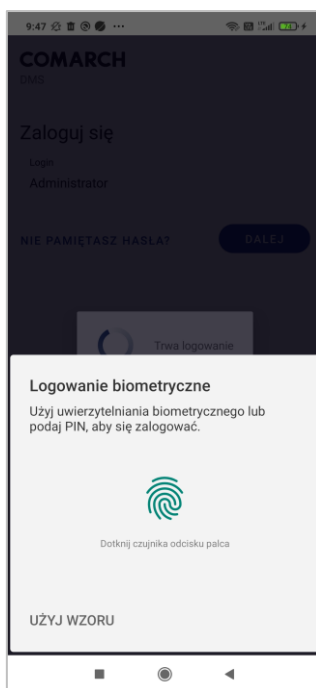 9:47
COMARCH
DMS
Zaloguj się
Login
Administrator
NIE PAMIĘTASZ HASŁA?
DALEJ
Trwa logowanie
Logowanie biometryczne
Użyj uwierzytelniania biometrycznego lub
podaj PIN, aby się zalogować.
Dotknij czujnika odcisku palca
UŻYJ WZORU